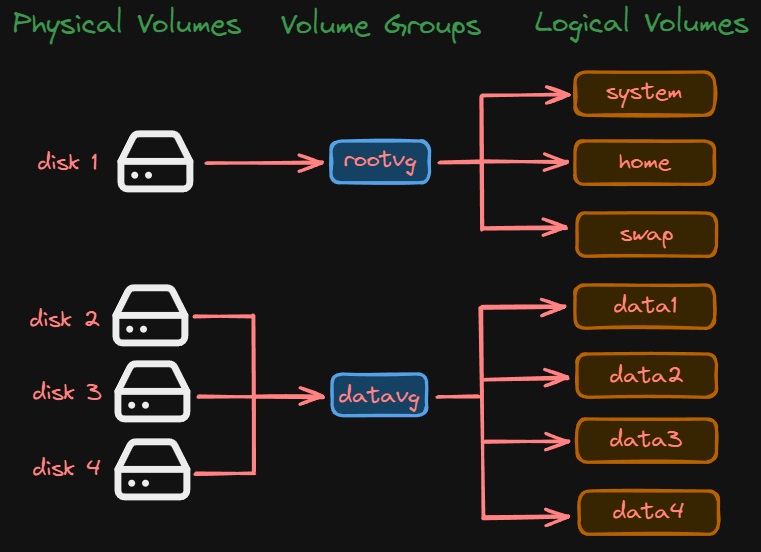 Physical Volumes Volume Groups Logical Volumes
system
disk 1 rootvg home
swap
disk 2 data1
data2
disk 3 datavg
data3
disk 4
data4